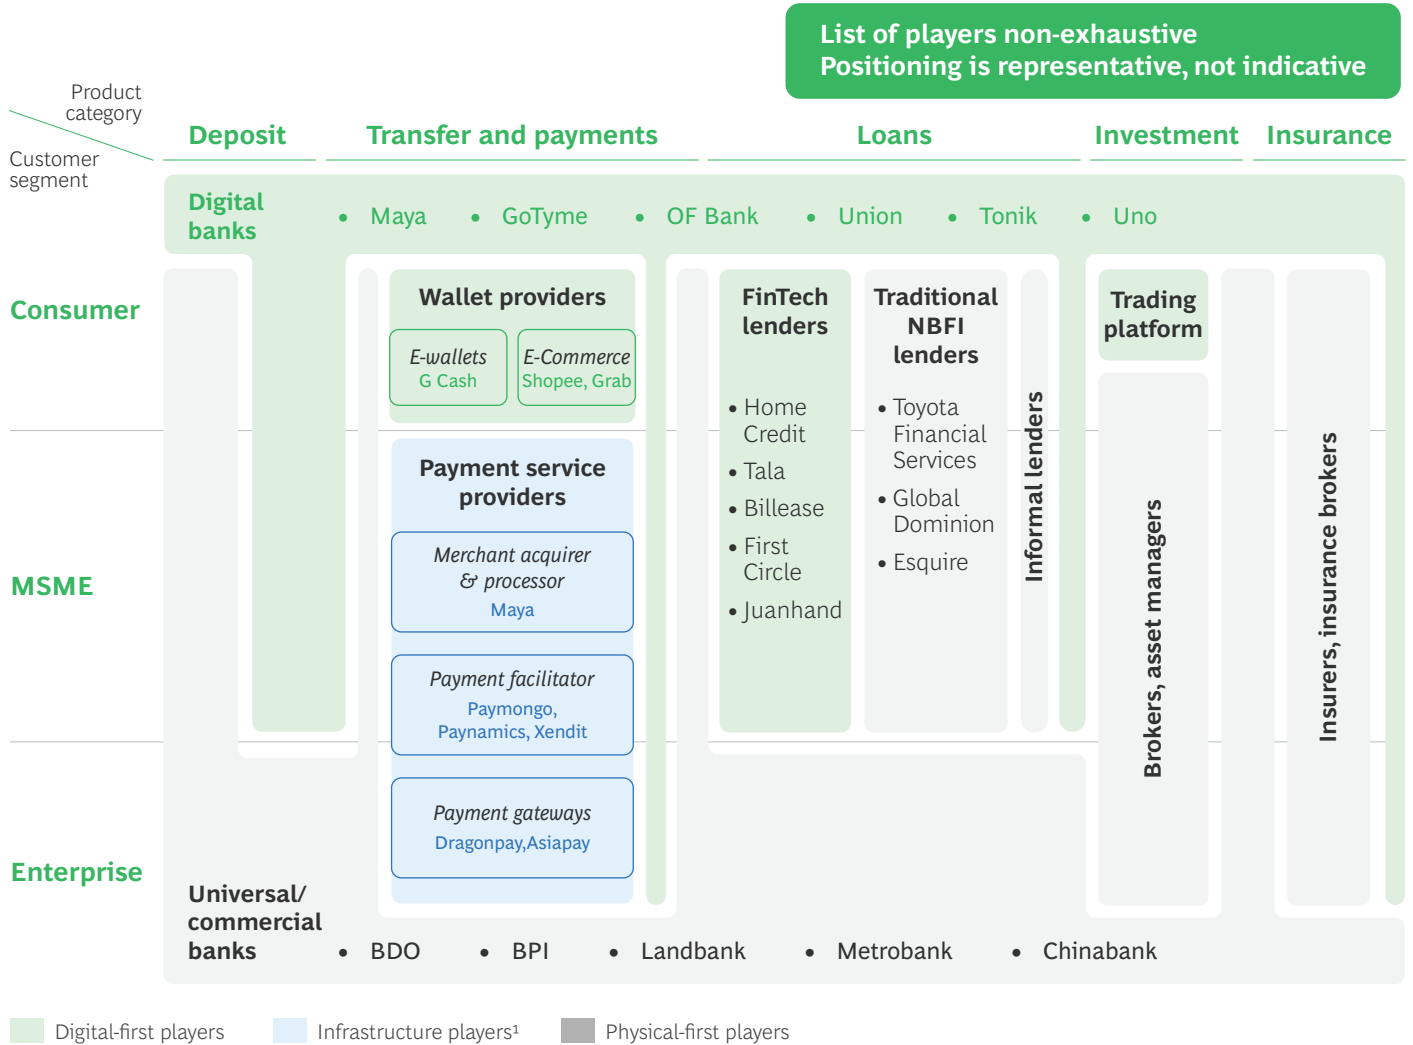 List of players non-exhaustive
Positioning is representative, not indicative
Product
category
Customer
segment
Deposit
Transfer and payments
Loans
Investment
Insurance
Digital
banks
• Maya
• GoTyme
• OF Bank
• Union
• Tonik
• Uno
Consumer
Wallet providers
E-wallets
G Cash
E-Commerce
Shopee, Grab
FinTech
lenders
• Home
Credit
• Tala
• Billease
• First
Circle
• Juanhand
Traditional
NBFI
lenders
• Toyota
Financial
Services
• Global
Dominion
• Esquire
Informal lenders
Trading
platform
Brokers, asset managers
Insurers, insurance brokers
MSME
Payment service
providers
Merchant acquirer
& processor
Maya
Payment facilitator
Paymongo,
Paynamics, Xendit
Payment gateways
Dragonpay,Asiapay
Enterprise
Universal/
commercial
banks
• BDO
• BPI
• Landbank
• Metrobank
• Chinabank
Digital-first players
Infrastructure players¹
Physical-first players